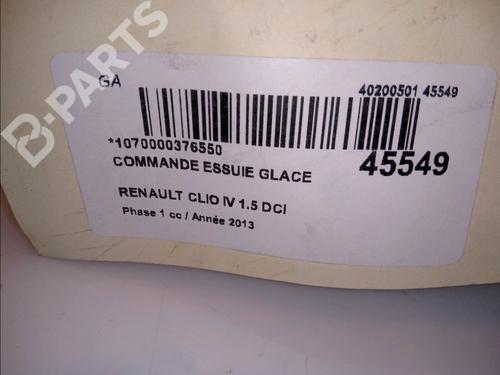 GA
40200501 45549
*1070000376550
45549
COMMANDE ESSUIE GLACE
RENAULT CLIO IV 1.5 DCI
Phase 1 cc / Année 2013
B-PARTS